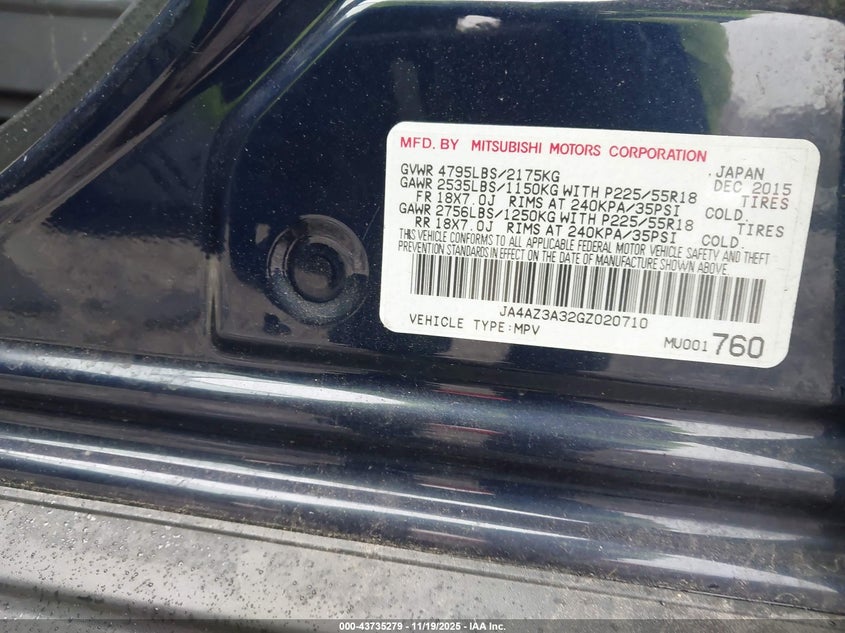 MFD. BY MITSUBISHI MOTORS CORPORATION
GVWR 4795LBS/2175KG JAPAN
GAWR 2535LBS/1150KG WITH P225/55R18 DEC 2015
FR 18X7.0J RIMS AT 240KPA/35PSI COLD. TIRES
GAWR 2756LBS/1250KG WITH P225/55R18
RR 18X7.0J RIMS AT 240KPA/35PSI COLD. TIRES
THIS VEHICLE CONFORMS TO ALL APPLICABLE FEDERAL MOTOR VEHICLE SAFETY AND THEFT
PREVENTION STANDARDS IN EFFECT ON THE DATE OF MANUFACTURE SHOWN ABOVE.
JA4AZ3A32GZ020710
VEHICLE TYPE:MPV MU001 760
000-43735279 - 11/19/2025 - © IAA Inc.